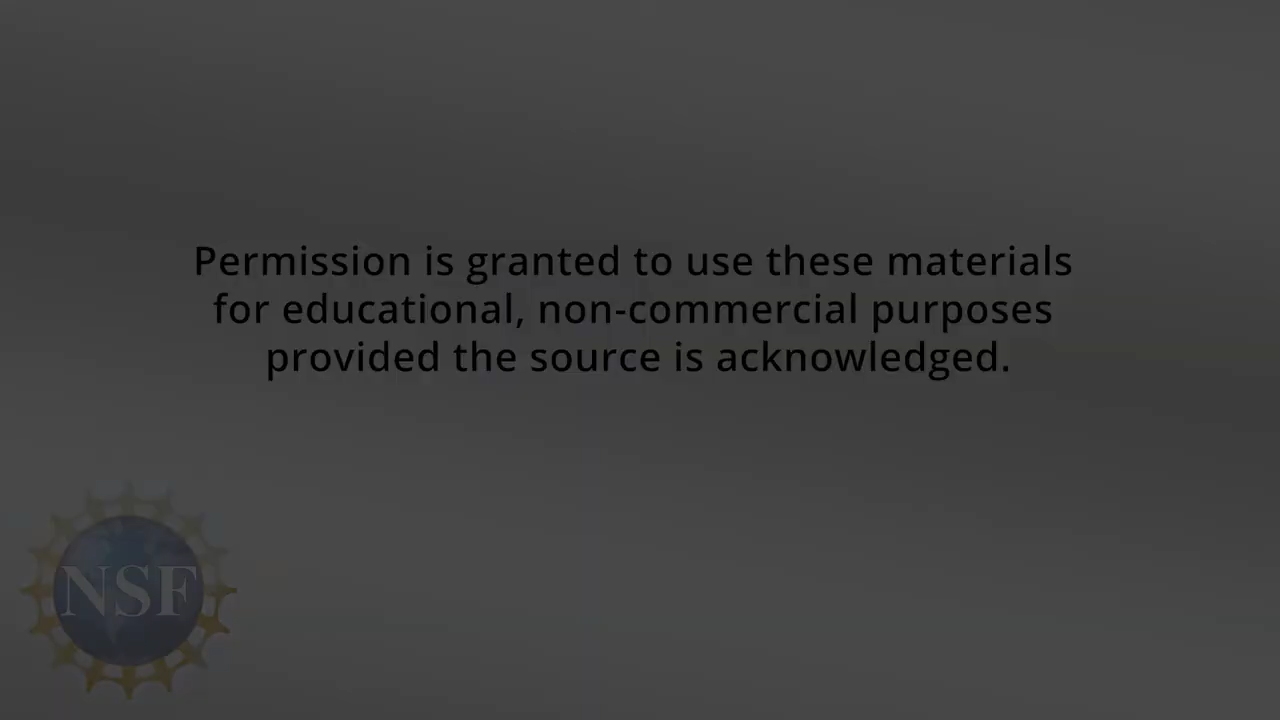 Permission is granted to use these materials
for educational, non-commercial purposes
provided the source is acknowledged.
NSF